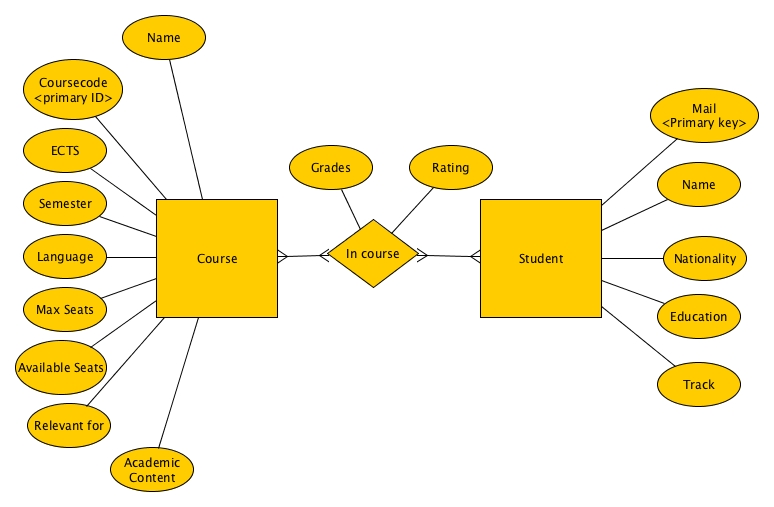 Name
Coursecode
<primary ID>
ECTS
Semester
Language
Max Seats
Available Seats
Relevant for
Academic
Content
Course
Grades
Rating
In course
Student
Mail
<Primary key>
Name
Nationality
Education
Track